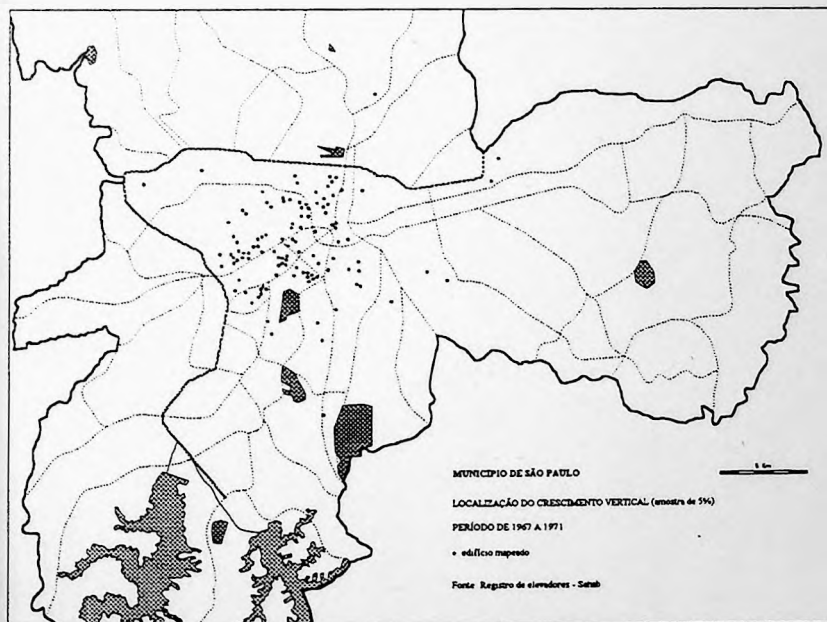 MUNICIPIO DE SÃO PAULO
LOCALIZAÇÃO DO CRESCIMENTO VERTICAL (amostra de 5%)
PERÍODO DE 1967 A 1971
• edifício mapeado
Fonte Registro de elevadores -